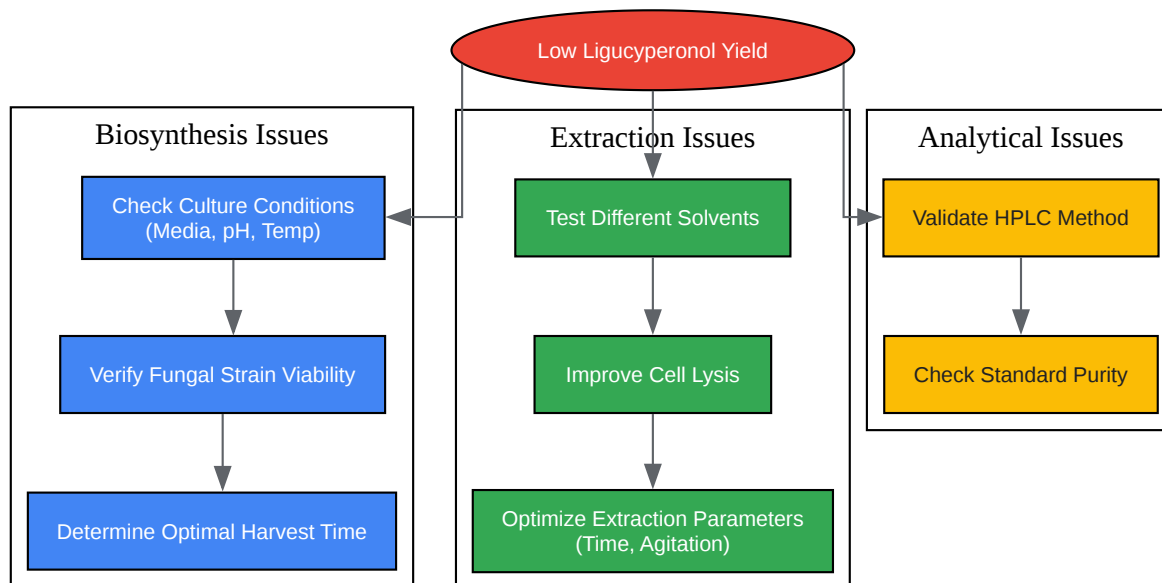 Low Ligucyperonol Yield
Biosynthesis Issues
Check Culture Conditions
(Media, pH, Temp)
Verify Fungal Strain Viability
Determine Optimal Harvest Time
Extraction Issues
Test Different Solvents
Improve Cell Lysis
Optimize Extraction Parameters
(Time, Agitation)
Analytical Issues
Validate HPLC Method
Check Standard Purity